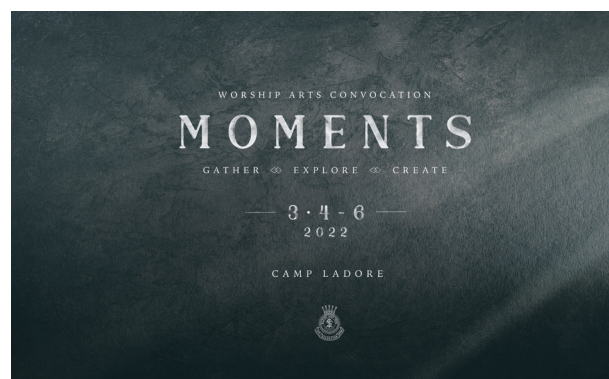 WORSHIP ARTS CONVOCATION
MOMENTS
GATHER EXPLORE CREATE
3·4-6
2022
CAMP LADORE